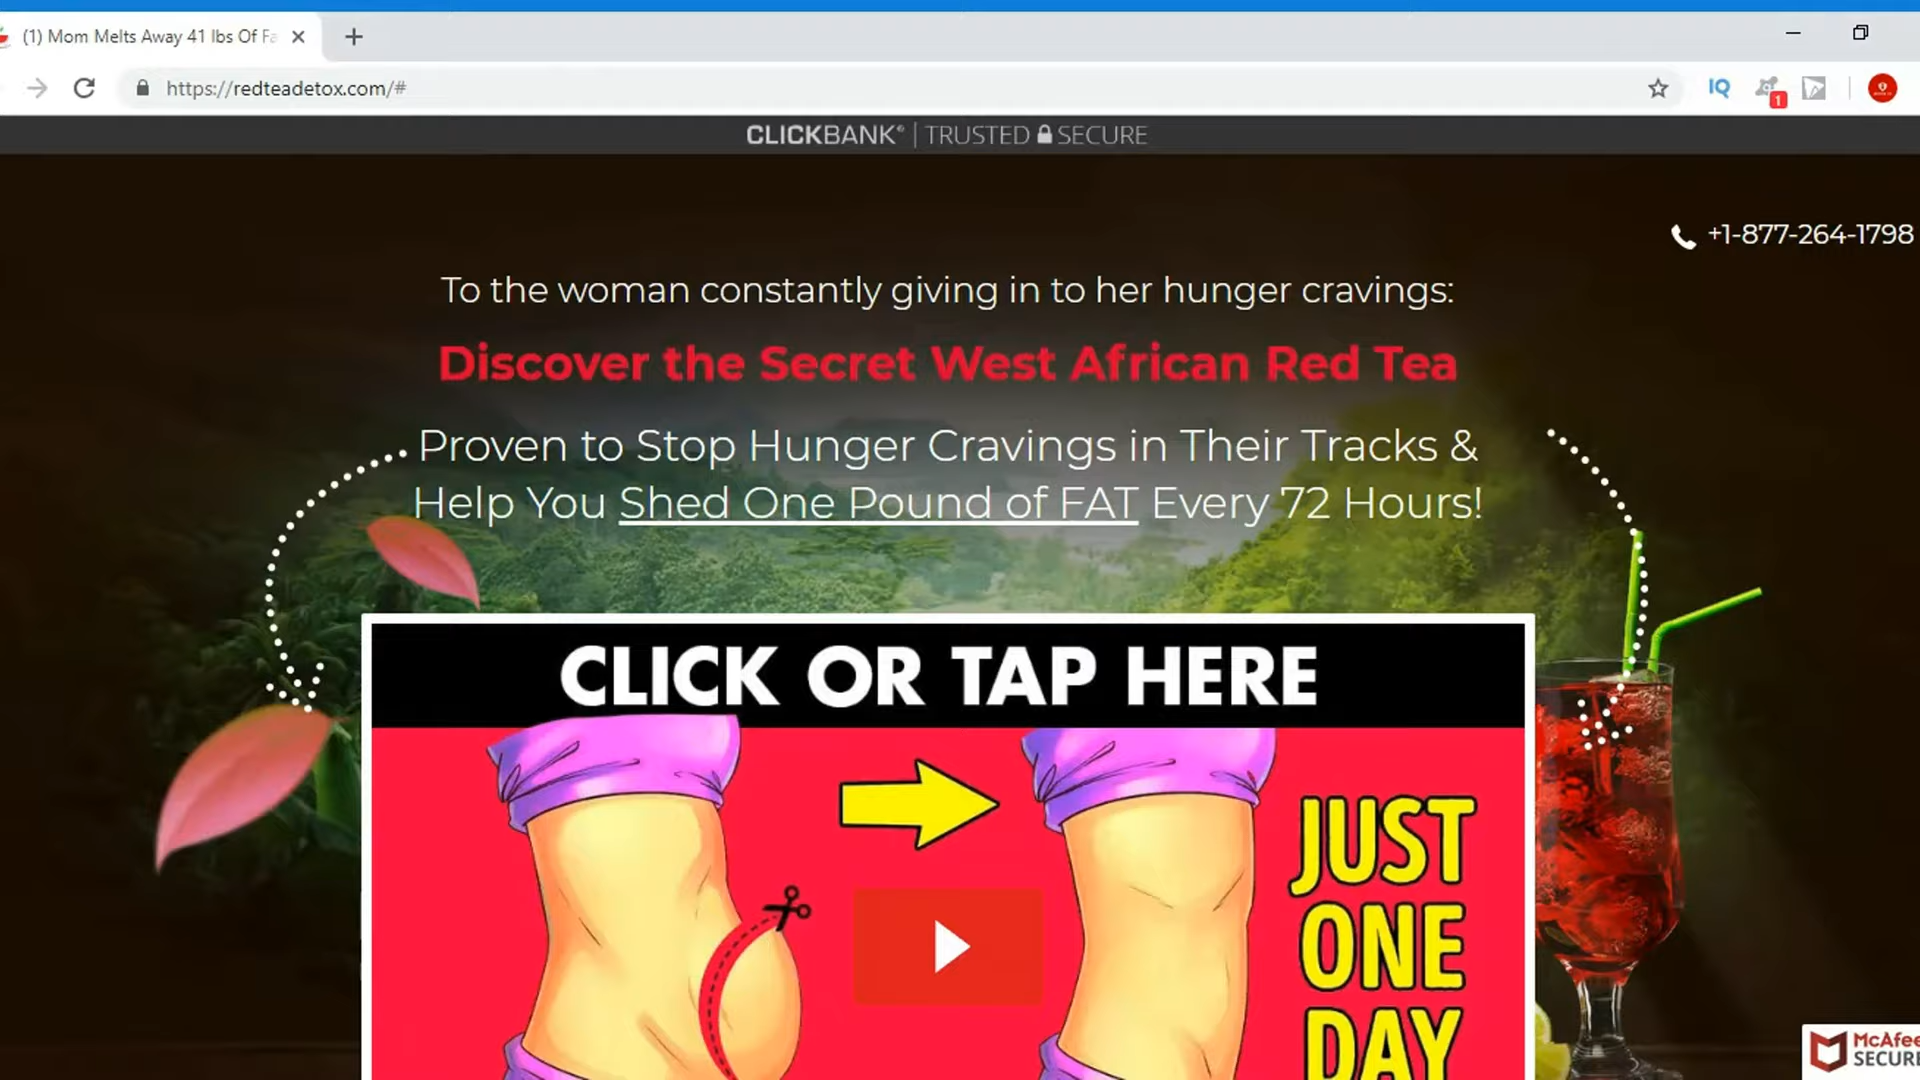 (1) Mom Melts Away 41 lbs Of Fa
https://redteadetox.com/#
IQ
1
CLICKBANK® | TRUSTED SECURE
+1-877-264-1798
To the woman constantly giving in to her hunger cravings:
Discover the Secret West African Red Tea
Proven to Stop Hunger Cravings in Their Tracks &
Help You Shed One Pound of FAT Every 72 Hours!
CLICK OR TAP HERE
JUST
ONE
DAY
McAfee
SECURE